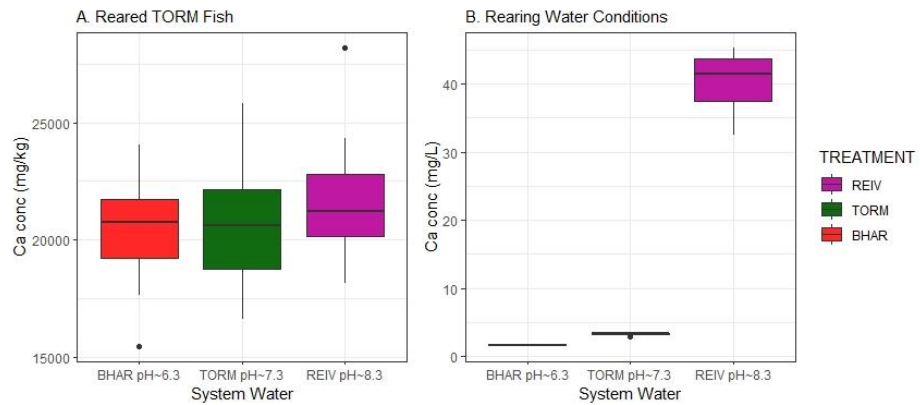 A. Reared TORM Fish
Ca conc (mg/kg)
25000
20000
15000
BHAR pH~6.3 TORM pH~7.3 REIV pH~8.3
System Water
B. Rearing Water Conditions
Ca conc (mg/L)
40
30
20
10
0
BHAR pH~6.3 TORM pH~7.3 REIV pH~8.3
System Water
TREATMENT
REIV
TORM
BHAR